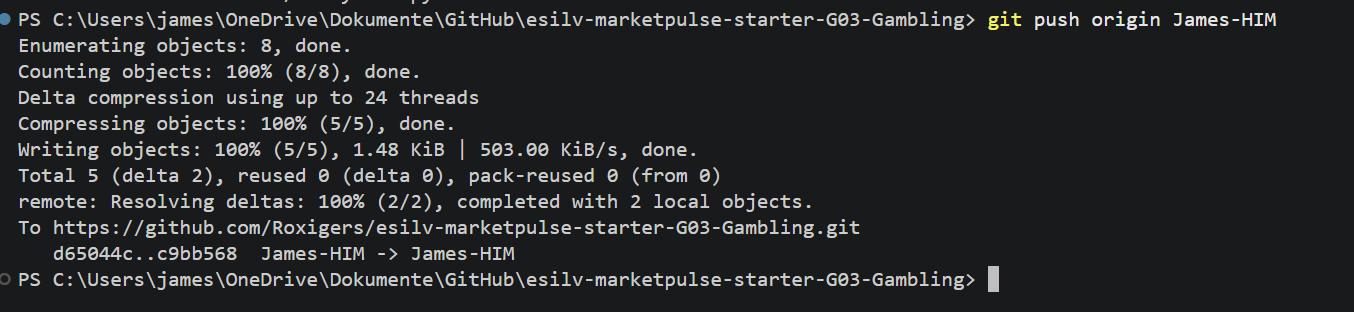 PS C:\Users\james\OneDrive\Dokumente\GitHub\esilv-marketpulse-starter-G03-Gambling> git push origin James-HIM
Enumerating objects: 8, done.
Counting objects: 100% (8/8), done.
Delta compression using up to 24 threads
Compressing objects: 100% (5/5), done.
Writing objects: 100% (5/5), 1.48 KiB | 503.00 KiB/s, done.
Total 5 (delta 2), reused 0 (delta 0), pack-reused 0 (from 0)
remote: Resolving deltas: 100% (2/2), completed with 2 local objects.
To https://github.com/Roxigers/esilv-marketpulse-starter-G03-Gambling.git
   d65044c..c9bb568  James-HIM -> James-HIM
PS C:\Users\james\OneDrive\Dokumente\GitHub\esilv-marketpulse-starter-G03-Gambling>